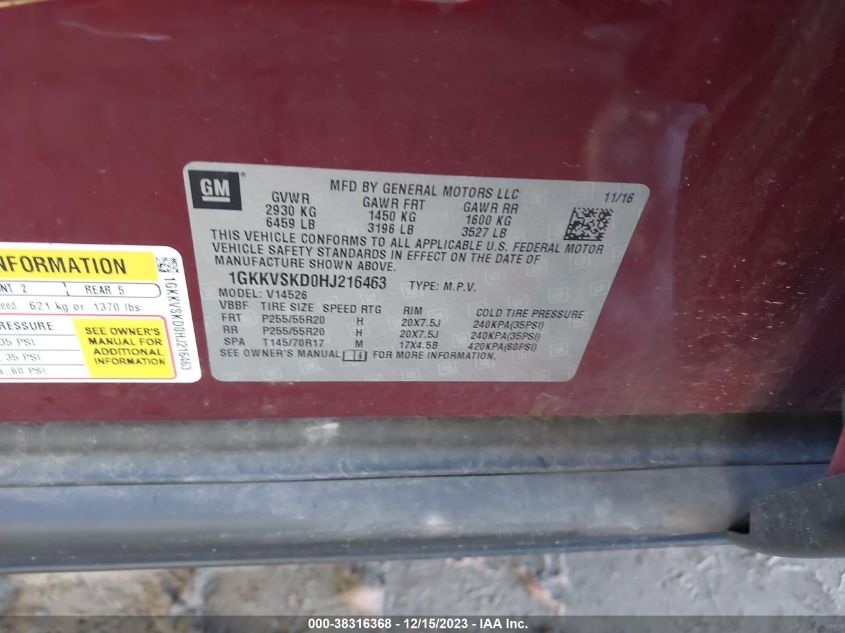 GM
MFD BY GENERAL MOTORS LLC
11/16
GVWR GAWR FRT GAWR RR
2930 KG 1450 KG 1600 KG
6459 LB 3196 LB 3527 LB
THIS VEHICLE CONFORMS TO ALL APPLICABLE U.S. FEDERAL MOTOR
VEHICLE SAFETY STANDARDS IN EFFECT ON THE DATE OF
MANUFACTURE SHOWN ABOVE.
1GKKVSKD0HJ216463 TYPE: M.P.V.
MODEL: V14526
VBBF TIRE SIZE SPEED RTG RIM COLD TIRE PRESSURE
FRT P255/55R20 H 20X7.5J 240KPA(35PSI)
RR P255/55R20 H 20X7.5J 240KPA(35PSI)
SPA T145/70R17 M 17X4.5B 420KPA(60PSI)
SEE OWNER'S MANUAL FOR MORE INFORMATION.
INFORMATION
NT 2 REAR 5
eed 621 kg or 1370 lbs.
PRESSURE
35 PSI
, 35 PSI
a, 60 PSI
SEE OWNER'S
MANUAL FOR
ADDITIONAL
INFORMATION
1GKKVSKD0HJ216463
000-38316368 - 12/15/2023 - IAA Inc.